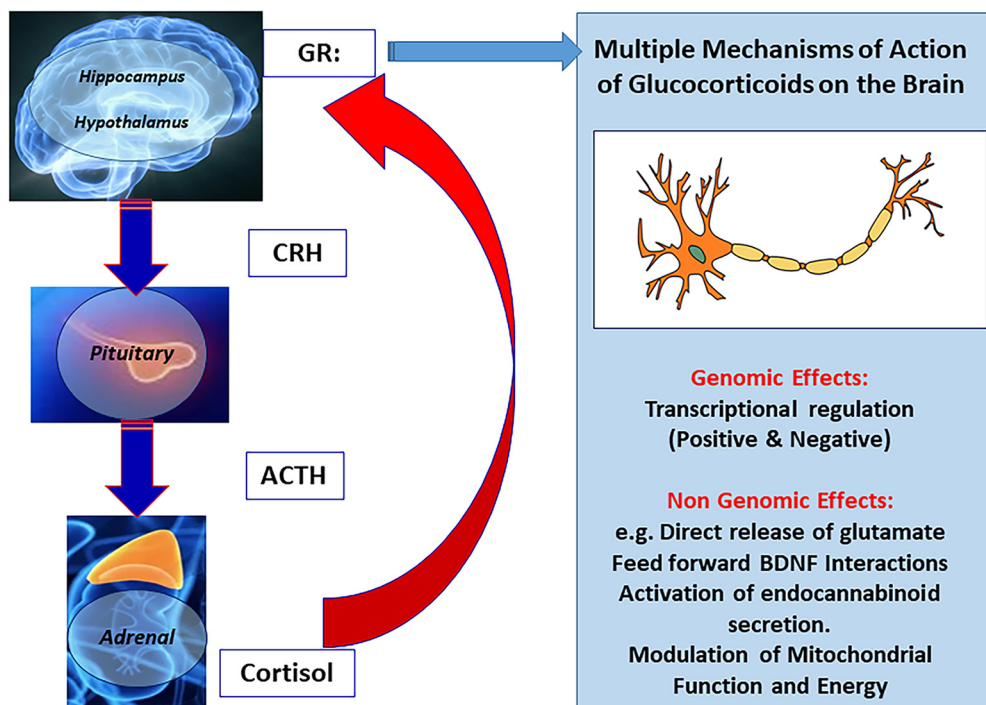 Hippocampus
Hypothalamus
GR:
CRH
Pituitary
ACTH
Adrenal
Cortisol
Multiple Mechanisms of Action
of Glucocorticoids on the Brain
Genomic Effects:
Transcriptional regulation
(Positive & Negative)
Non Genomic Effects:
e.g. Direct release of glutamate
Feed forward BDNF Interactions
Activation of endocannabinoid
secretion.
Modulation of Mitochondrial
Function and Energy